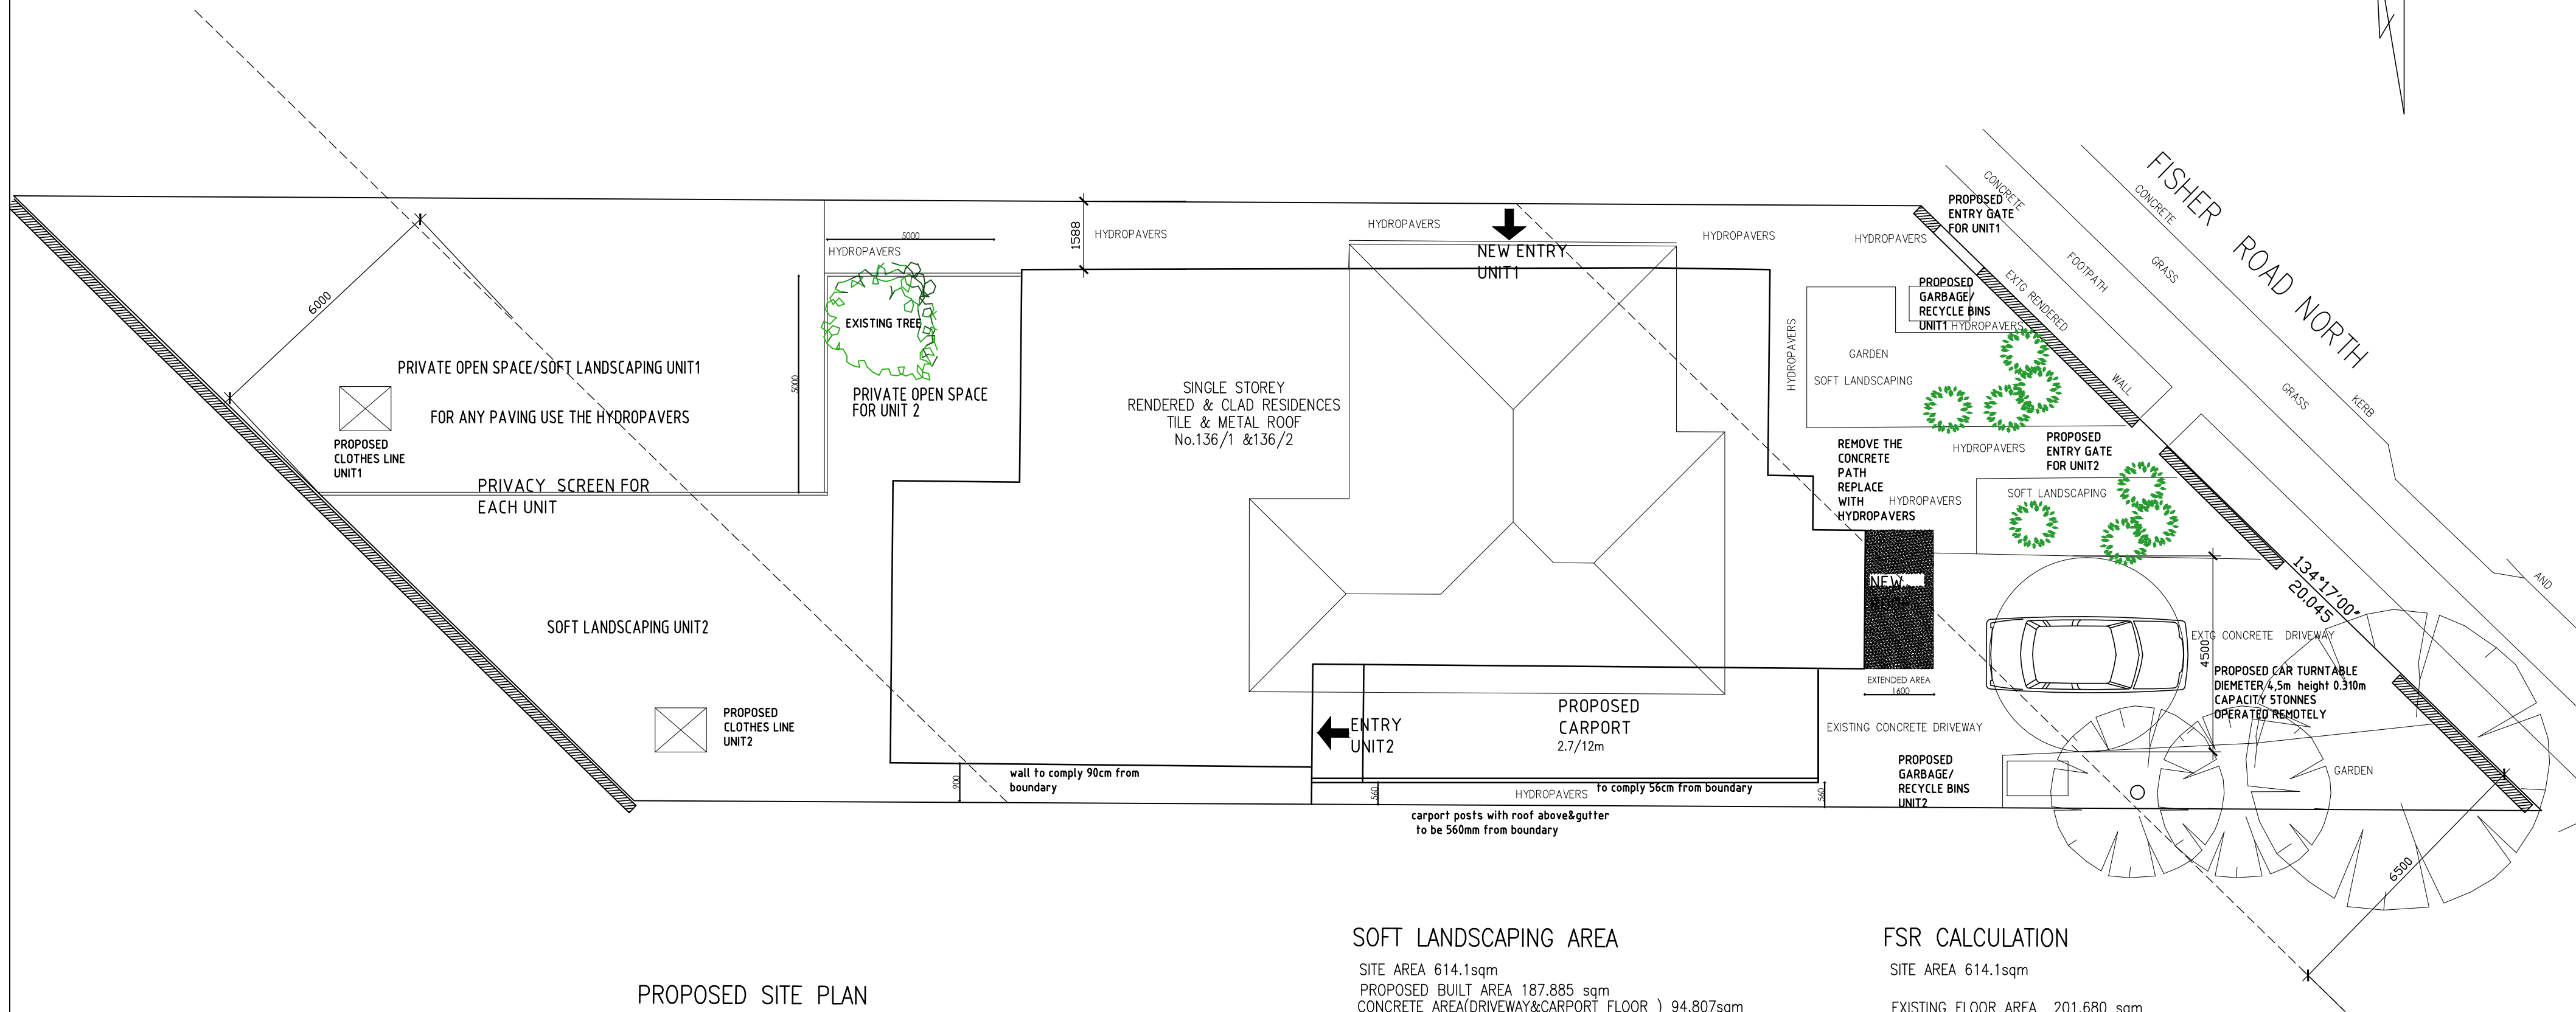 FISHER ROAD NORTH
CONCRETE
GRASS
KERB
AND
CONCRETE
FOOTPATH
GRASS
EXTG RENDERED
WALL
134°17'00"
20.045
PROPOSED
ENTRY GATE
FOR UNIT1
HYDROPAVERS
HYDROPAVERS
HYDROPAVERS
HYDROPAVERS
1588
5000
HYDROPAVERS
NEW ENTRY
UNIT1
PROPOSED
GARBAGE/
RECYCLE BINS
UNIT1
HYDROPAVERS
HYDROPAVERS
GARDEN
SOFT LANDSCAPING
6000
EXISTING TREE
5000
PRIVATE OPEN SPACE/SOFT LANDSCAPING UNIT1
FOR ANY PAVING USE THE HYDROPAVERS
PRIVATE OPEN SPACE
FOR UNIT 2
SINGLE STOREY
RENDERED & CLAD RESIDENCES
TILE & METAL ROOF
No.136/1 &136/2
PROPOSED
CLOTHES LINE
UNIT1
PRIVACY SCREEN FOR
EACH UNIT
REMOVE THE
CONCRETE
PATH
REPLACE
WITH
HYDROPAVERS
HYDROPAVERS
PROPOSED
ENTRY GATE
FOR UNIT2
HYDROPAVERS
SOFT LANDSCAPING
NEW
EXTENDED AREA
1600
4500
EXTG CONCRETE DRIVEWAY
PROPOSED CAR TURNTABLE
DIEMETER 4,5m height 0.310m
CAPACITY 5TONNES
OPERATED REMOTELY
SOFT LANDSCAPING UNIT2
PROPOSED
CLOTHES LINE
UNIT2
ENTRY
UNIT2
PROPOSED
CARPORT
2.7/12m
EXISTING CONCRETE DRIVEWAY
PROPOSED
GARBAGE/
RECYCLE BINS
UNIT2
GARDEN
900
wall to comply 90cm from
boundary
560
HYDROPAVERS
to comply 56cm from boundary
560
carport posts with roof above&gutter
to be 560mm from boundary
6500
PROPOSED SITE PLAN
SOFT LANDSCAPING AREA
SITE AREA 614.1sqm
PROPOSED BUILT AREA 187.885 sqm
CONCRETE AREA(DRIVEWAY&CARPORT FLOOR ) 94.807sqm
FSR CALCULATION
SITE AREA 614.1sqm
EXISTING FLOOR AREA 201.680 sqm